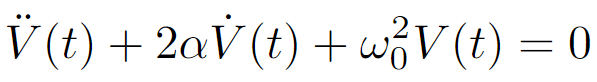 V̈(t) + 2αV̇(t) + ω₀²V(t) = 0